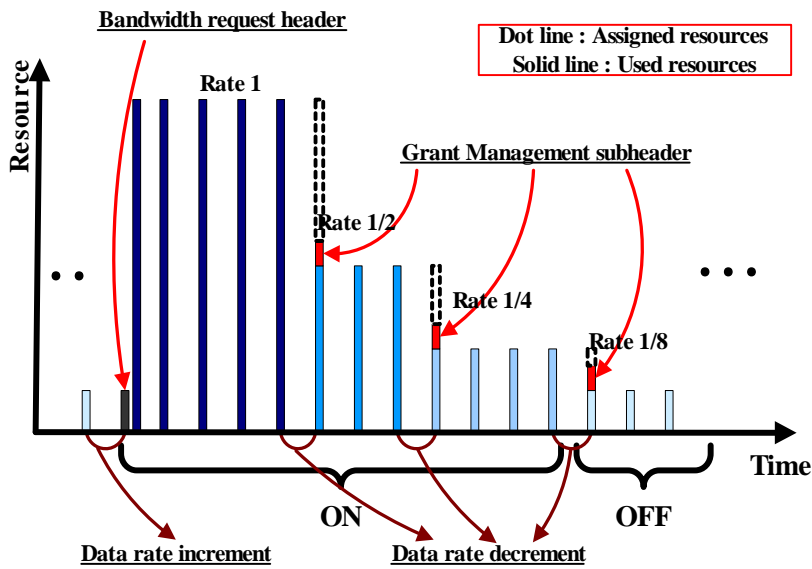 Bandwidth request header
Dot line : Assigned resources
Solid line : Used resources
Resource
Rate 1
Grant Management subheader
Rate 1/2
Rate 1/4
Rate 1/8
Time
ON
OFF
Data rate increment
Data rate decrement